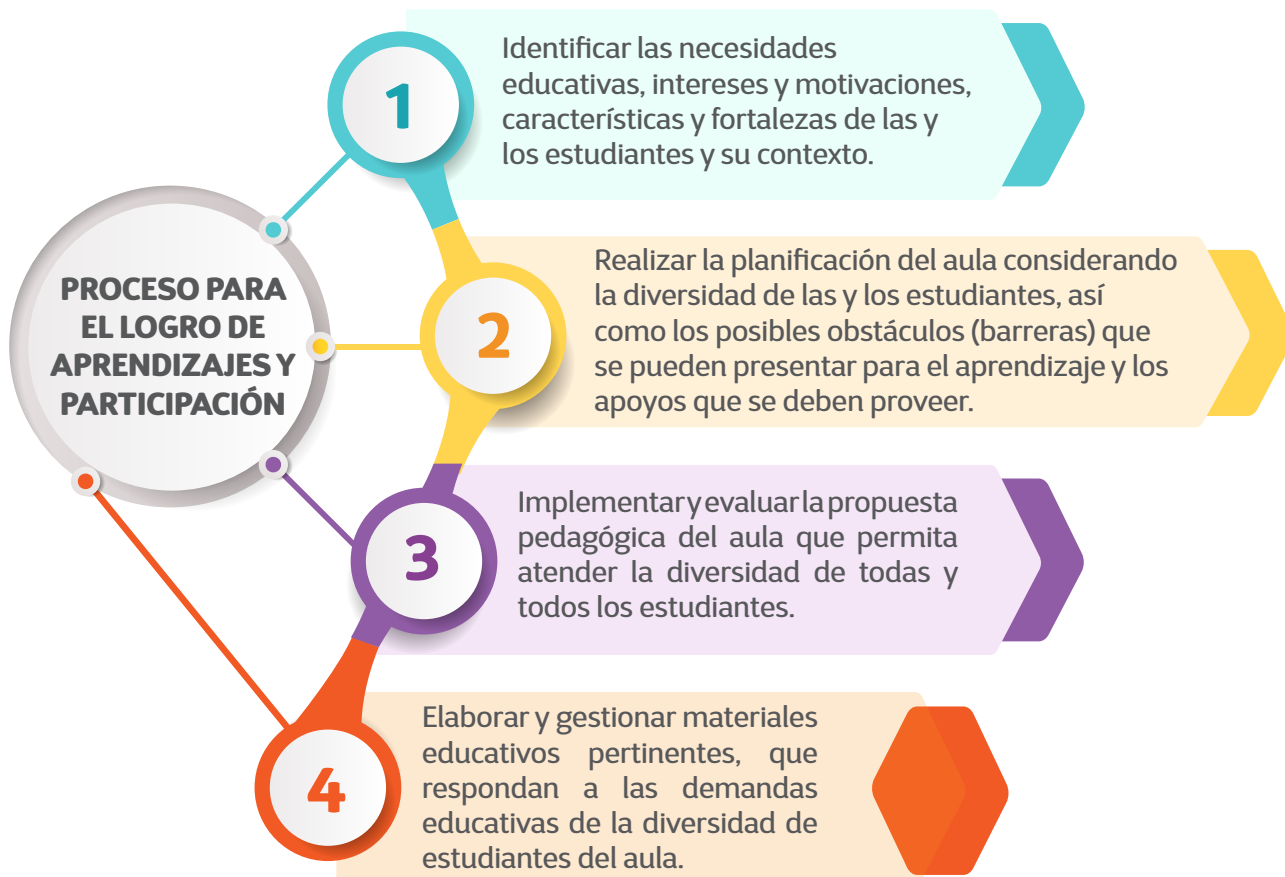 PROCESO PARA
EL LOGRO DE
APRENDIZAJES Y
PARTICIPACIÓN
1
Identificar las necesidades
educativas, intereses y motivaciones,
características y fortalezas de las y
los estudiantes y su contexto.
2
Realizar la planificación del aula considerando
la diversidad de las y los estudiantes, así
como los posibles obstáculos (barreras) que
se pueden presentar para el aprendizaje y los
apoyos que se deben proveer.
3
Implementar y evaluar la propuesta
pedagógica del aula que permita
atender la diversidad de todas y
todos los estudiantes.
4
Elaborar y gestionar materiales
educativos pertinentes, que
respondan a las demandas
educativas de la diversidad de
estudiantes del aula.